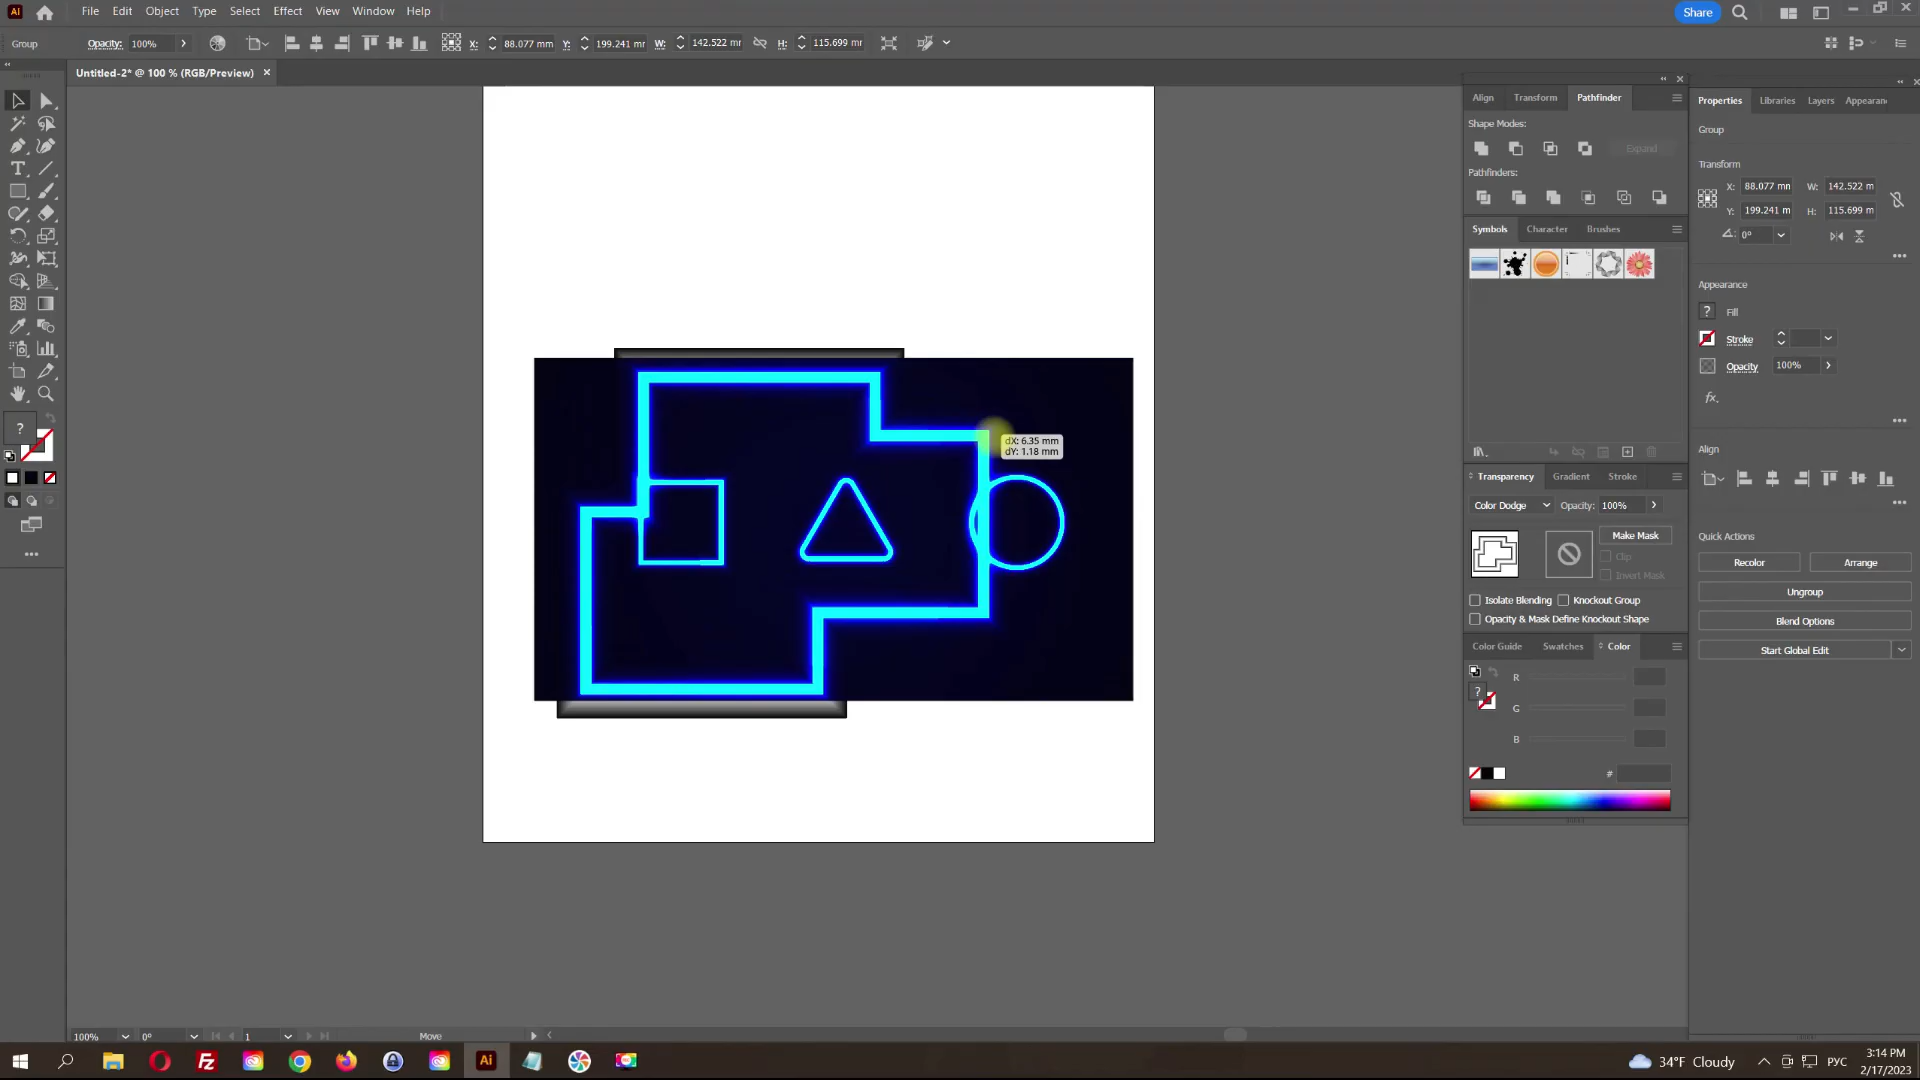 Ai
File Edit Object Type Select Effect View Window Help
Share
Group Opacity: 100% X: 88.077 mm Y: 199.241 mm W: 142.522 mm H: 115.699 mm
Untitled-2* @ 100 % (RGB/Preview) ×
Align Transform Pathfinder
Properties Libraries Layers Appearan
Shape Modes:
Group
Expand
Transform
Pathfinders:
X: 88.077 mn W: 142.522 m
Y: 199.241 m H: 115.699 m
Symbols Character Brushes
0°
Appearance
? Fill
Stroke
Opacity 100%
fx.
dX: 6.35 mm
dY: 1.18 mm
Align
Transparency Gradient Stroke
Color Dodge Opacity: 100%
Make Mask
Clip
Invert Mask
Quick Actions
Recolor Arrange
Ungroup
Blend Options
Start Global Edit
Isolate Blending Knockout Group
Opacity & Mask Define Knockout Shape
Color Guide Swatches Color
R
?
G
B
#
100% 0° 1 Move
Ai
34°F Cloudy РУС
3:14 PM
2/17/2023